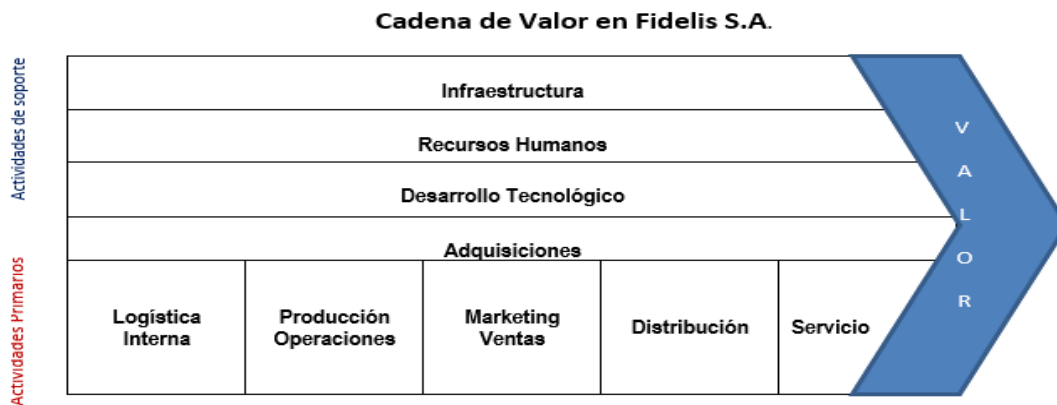 Cadena de Valor en Fidelis S.A.
Actividades de soporte
Infraestructura
Recursos Humanos
Desarrollo Tecnológico
Adquisiciones
Actividades Primarios
Logística
Interna
Producción
Operaciones
Marketing
Ventas
Distribución
Servicio
V
A
L
O
R